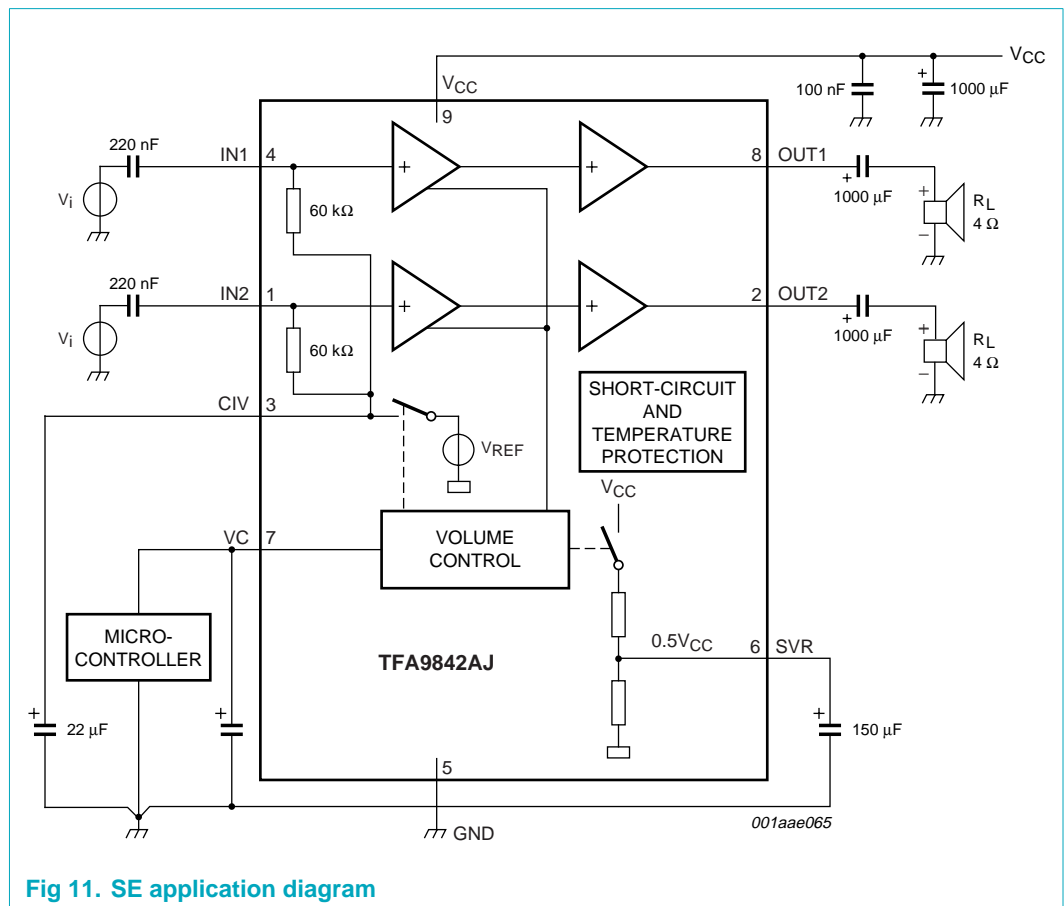 VCC
VCC
100 nF
+
1000 μF
9
220 nF
IN1
4
+
+
8
OUT1
Vi
60 kΩ
+
1000 μF
+
−
RL
4 Ω
220 nF
IN2
1
+
+
2
OUT2
Vi
60 kΩ
+
1000 μF
+
−
RL
4 Ω
CIV
3
VREF
SHORT-CIRCUIT
AND
TEMPERATURE
PROTECTION
VCC
VC
7
VOLUME
CONTROL
MICRO-
CONTROLLER
TFA9842AJ
0.5VCC
6
SVR
+
22 μF
+
+
150 μF
5
GND
001aae065
Fig 11. SE application diagram